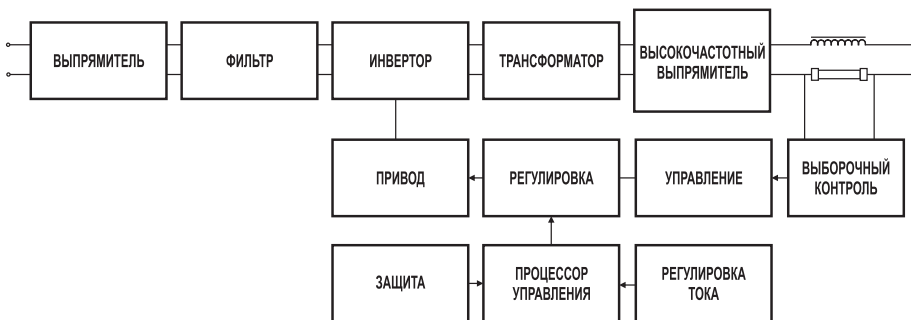 ВЫПРЯМИТЕЛЬ
ФИЛЬТР
ИНВЕРТОР
ТРАНСФОРМАТОР
ВЫСОКОЧАСТОТНЫЙ
ВЫПРЯМИТЕЛЬ
ПРИВОД
РЕГУЛИРОВКА
УПРАВЛЕНИЕ
ВЫБОРОЧНЫЙ
КОНТРОЛЬ
ЗАЩИТА
ПРОЦЕССОР
УПРАВЛЕНИЯ
РЕГУЛИРОВКА
ТОКА